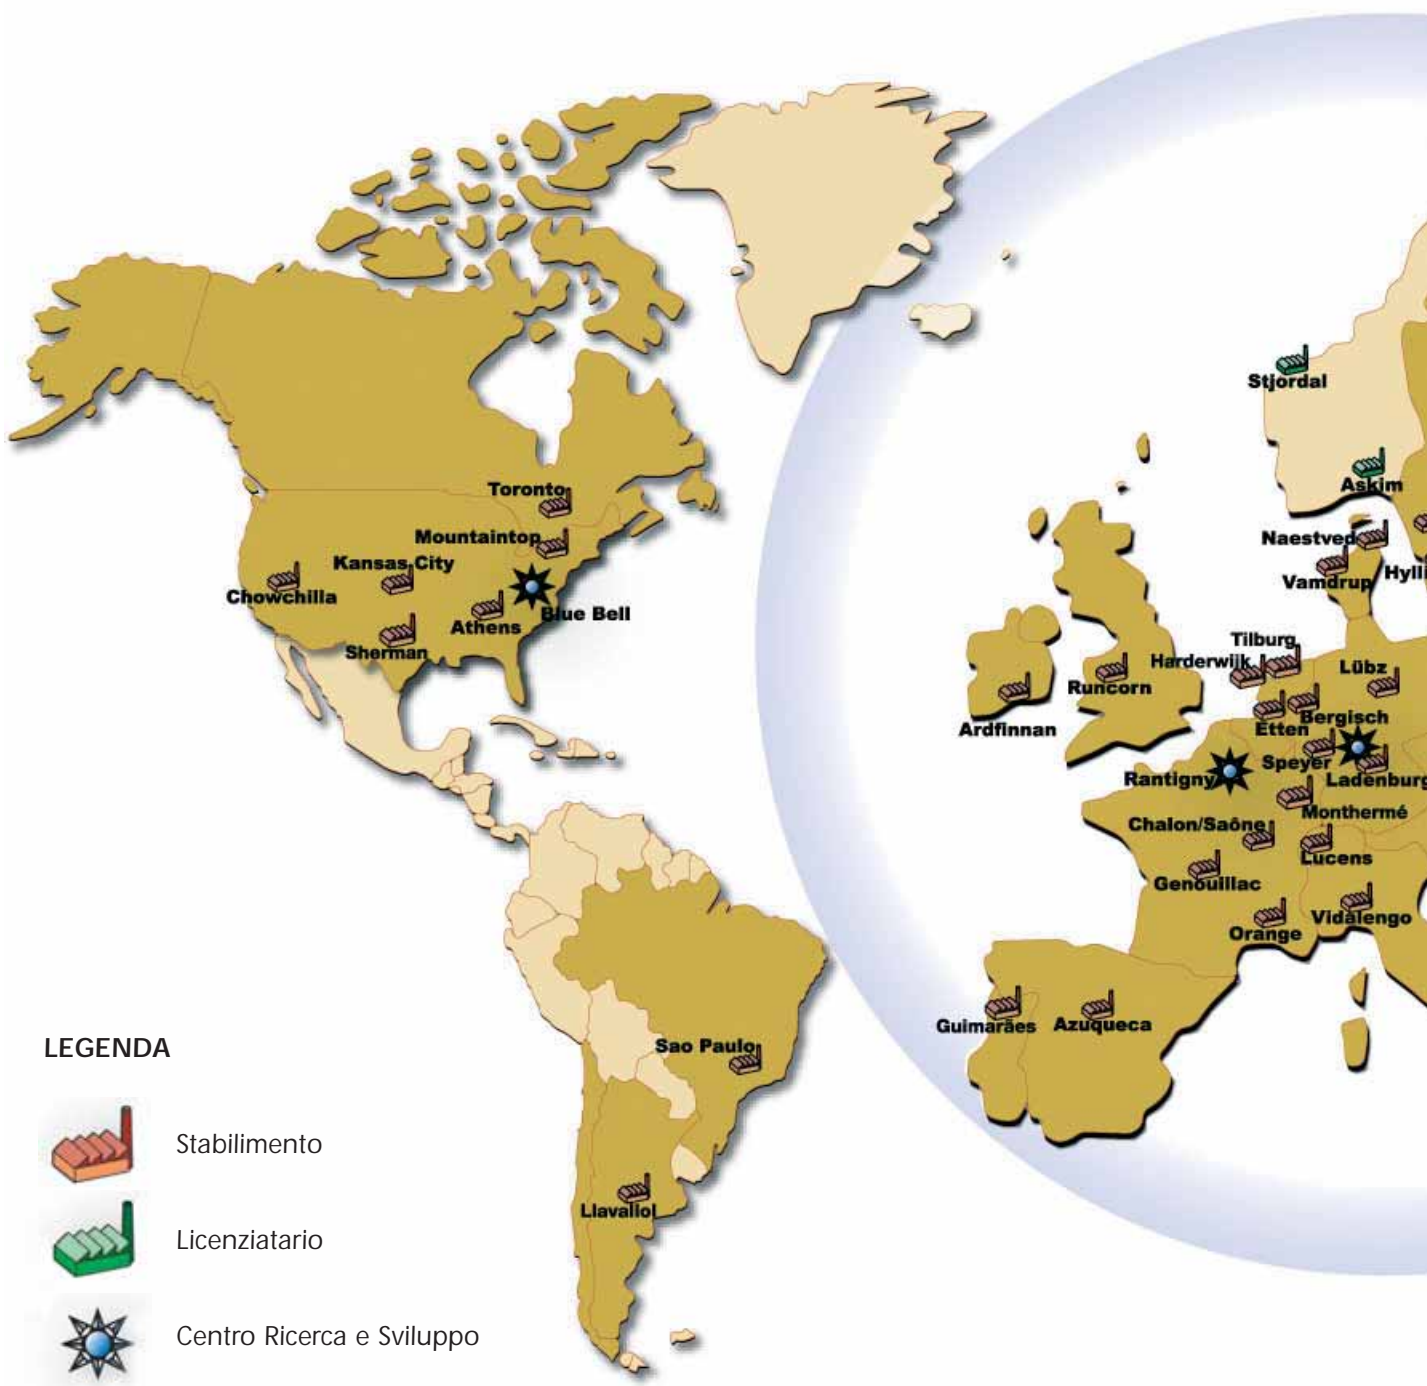 Toronto
Mountaintop
Kansas City
Chowchilla
Blue Bell
Athens
Sherman
Sao Paulo
Llavallol
Stjordal
Askim
Naestved
Vamdrup
Hylli
Tilburg
Harderwijk
Lübz
Runcorn
Ardfinnan
Bergisch
Etten
Speyer
Rantigny
Ladenburg
Monthermé
Chalon/Saône
Lucens
Genouillac
Vidalengo
Orange
Guimarães
Azuqueca
LEGENDA
Stabilimento
Licenziatario
Centro Ricerca e Sviluppo